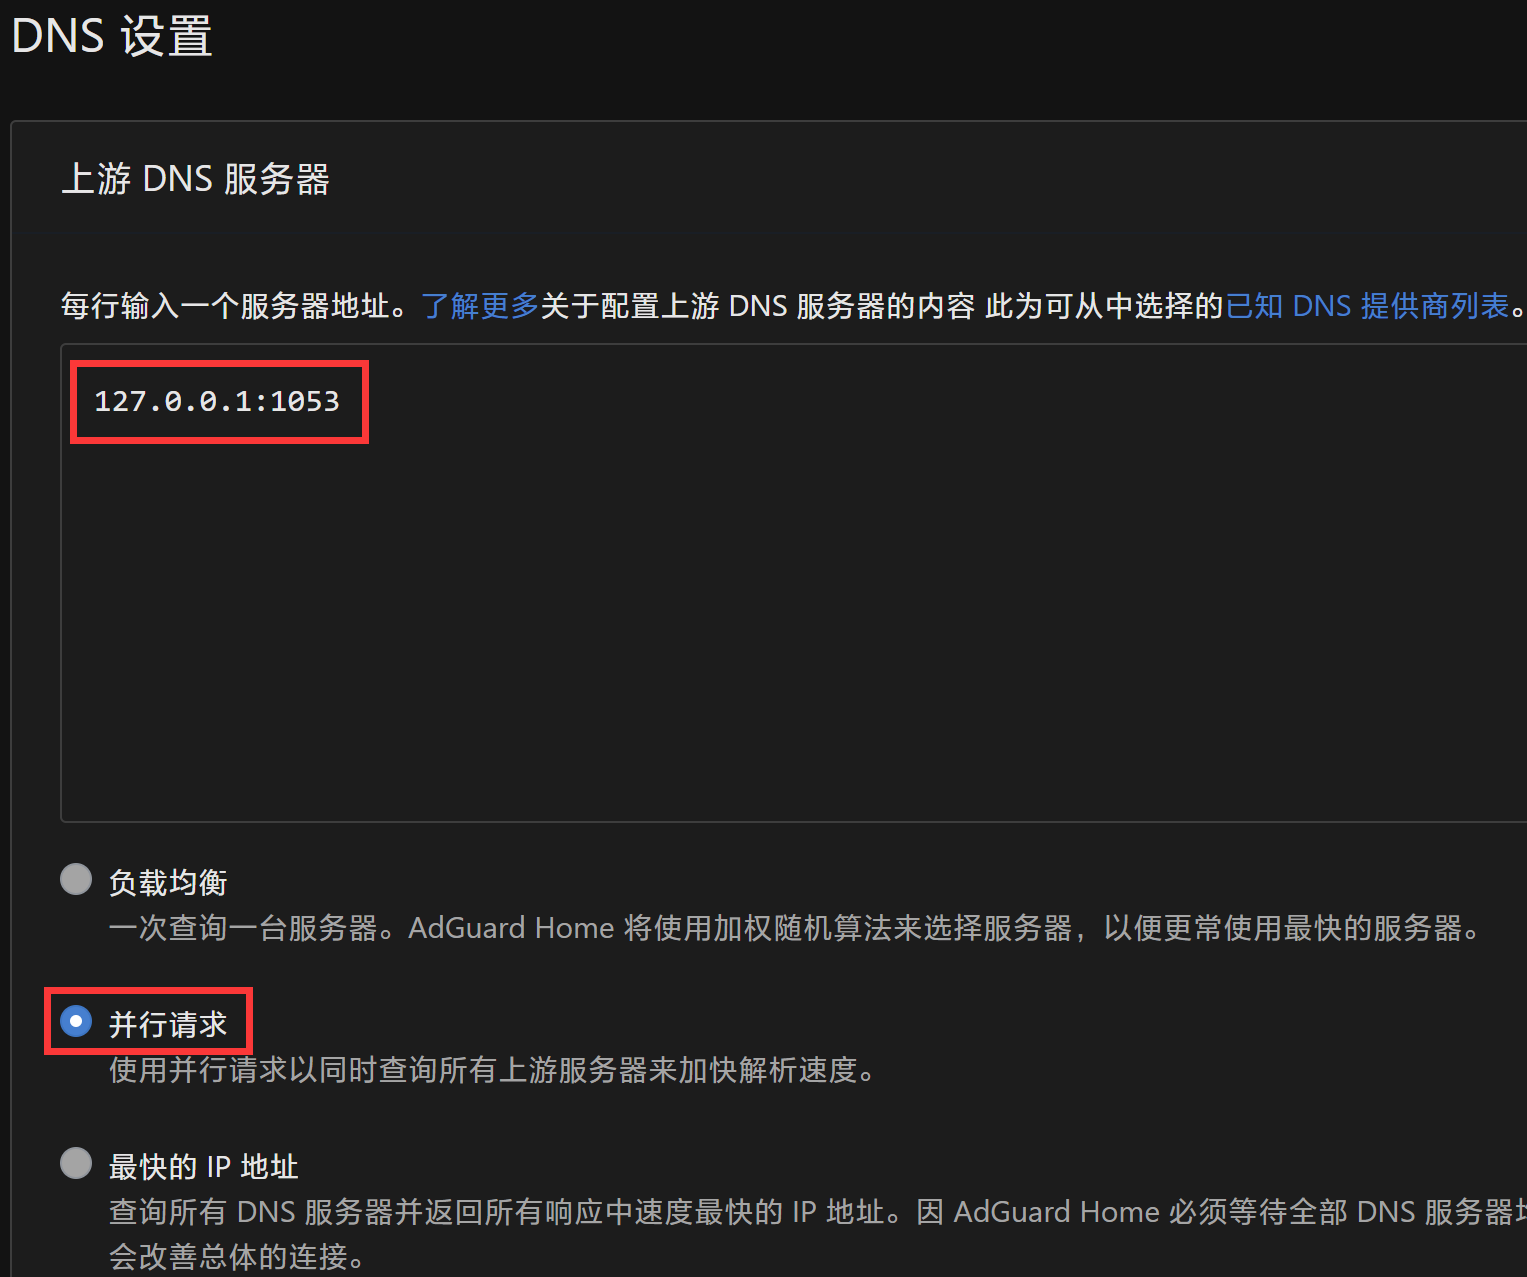 DNS 设置
上游 DNS 服务器
每行输入一个服务器地址。了解更多关于配置上游 DNS 服务器的内容 此为可从中选择的已知 DNS 提供商列表。
127.0.0.1:1053
负载均衡
一次查询一台服务器。AdGuard Home 将使用加权随机算法来选择服务器，以便更常使用最快的服务器。
并行请求
使用并行请求以同时查询所有上游服务器来加快解析速度。
最快的 IP 地址
查询所有 DNS 服务器并返回所有响应中速度最快的 IP 地址。因 AdGuard Home 必须等待全部 DNS 服务器
会改善总体的连接。